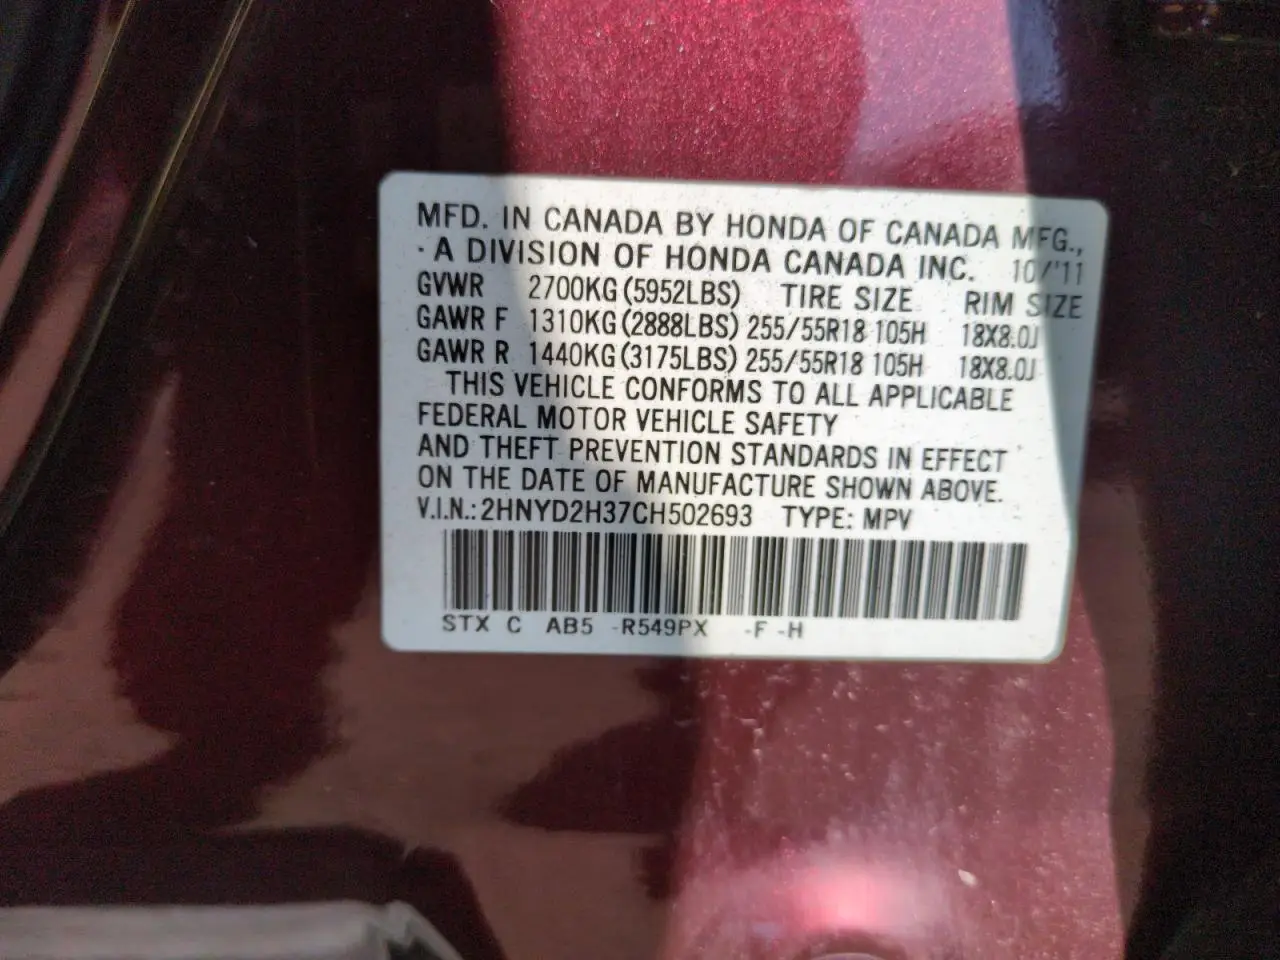 MFD. IN CANADA BY HONDA OF CANADA MFG.,
· A DIVISION OF HONDA CANADA INC. 10/'11
GVWR 2700KG(5952LBS) TIRE SIZE RIM SIZE
GAWR F 1310KG(2888LBS) 255/55R18 105H 18X8.0J
GAWR R 1440KG(3175LBS) 255/55R18 105H 18X8.0J
THIS VEHICLE CONFORMS TO ALL APPLICABLE
FEDERAL MOTOR VEHICLE SAFETY
AND THEFT PREVENTION STANDARDS IN EFFECT
ON THE DATE OF MANUFACTURE SHOWN ABOVE.
V.I.N.: 2HNYD2H37CH502693 TYPE: MPV
STX C AB5 -R549PX -F -H